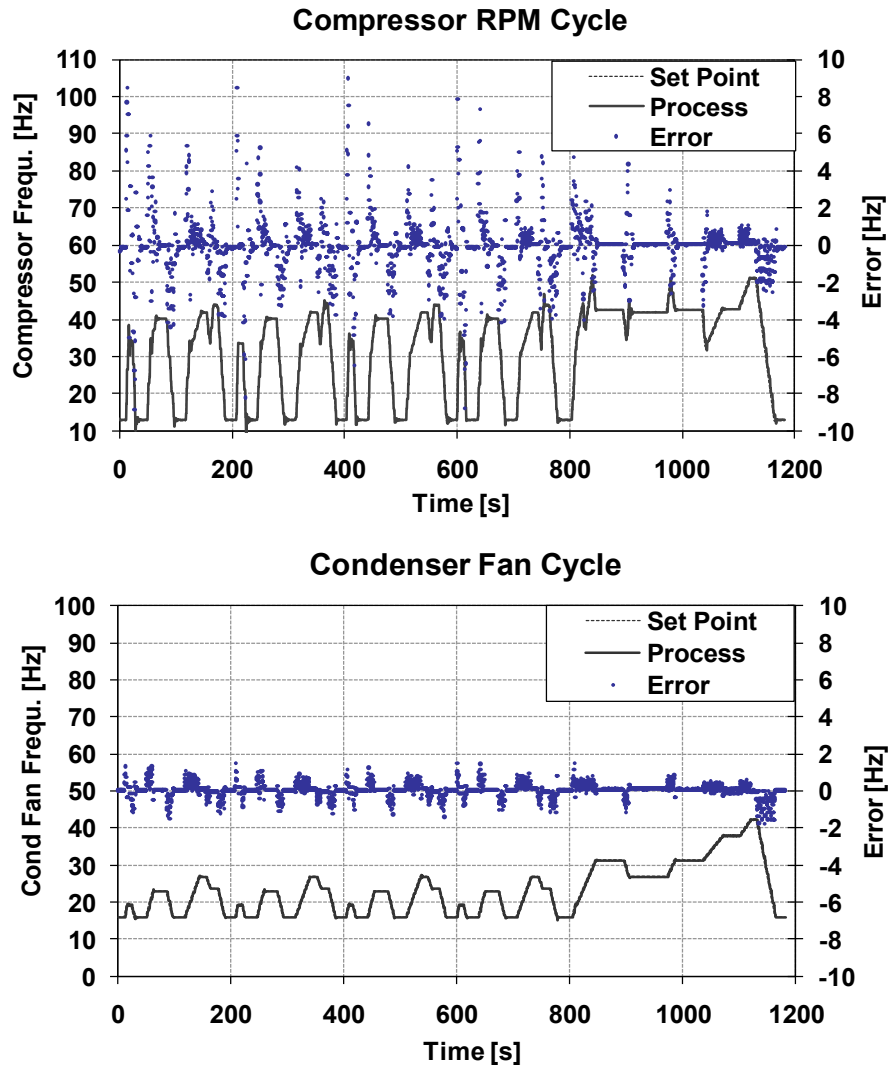 Compressor RPM Cycle
Compressor Frequ. [Hz]
110
100
90
80
70
60
50
40
30
20
10
Set Point
Process
Error
10
8
6
4
2
0
-2
-4
-6
-8
-10
Error [Hz]
0 200 400 600 800 1000 1200
Time [s]
Condenser Fan Cycle
Cond Fan Frequ. [Hz]
100
90
80
70
60
50
40
30
20
10
0
Set Point
Process
Error
10
8
6
4
2
0
-2
-4
-6
-8
-10
Error [Hz]
0 200 400 600 800 1000 1200
Time [s]